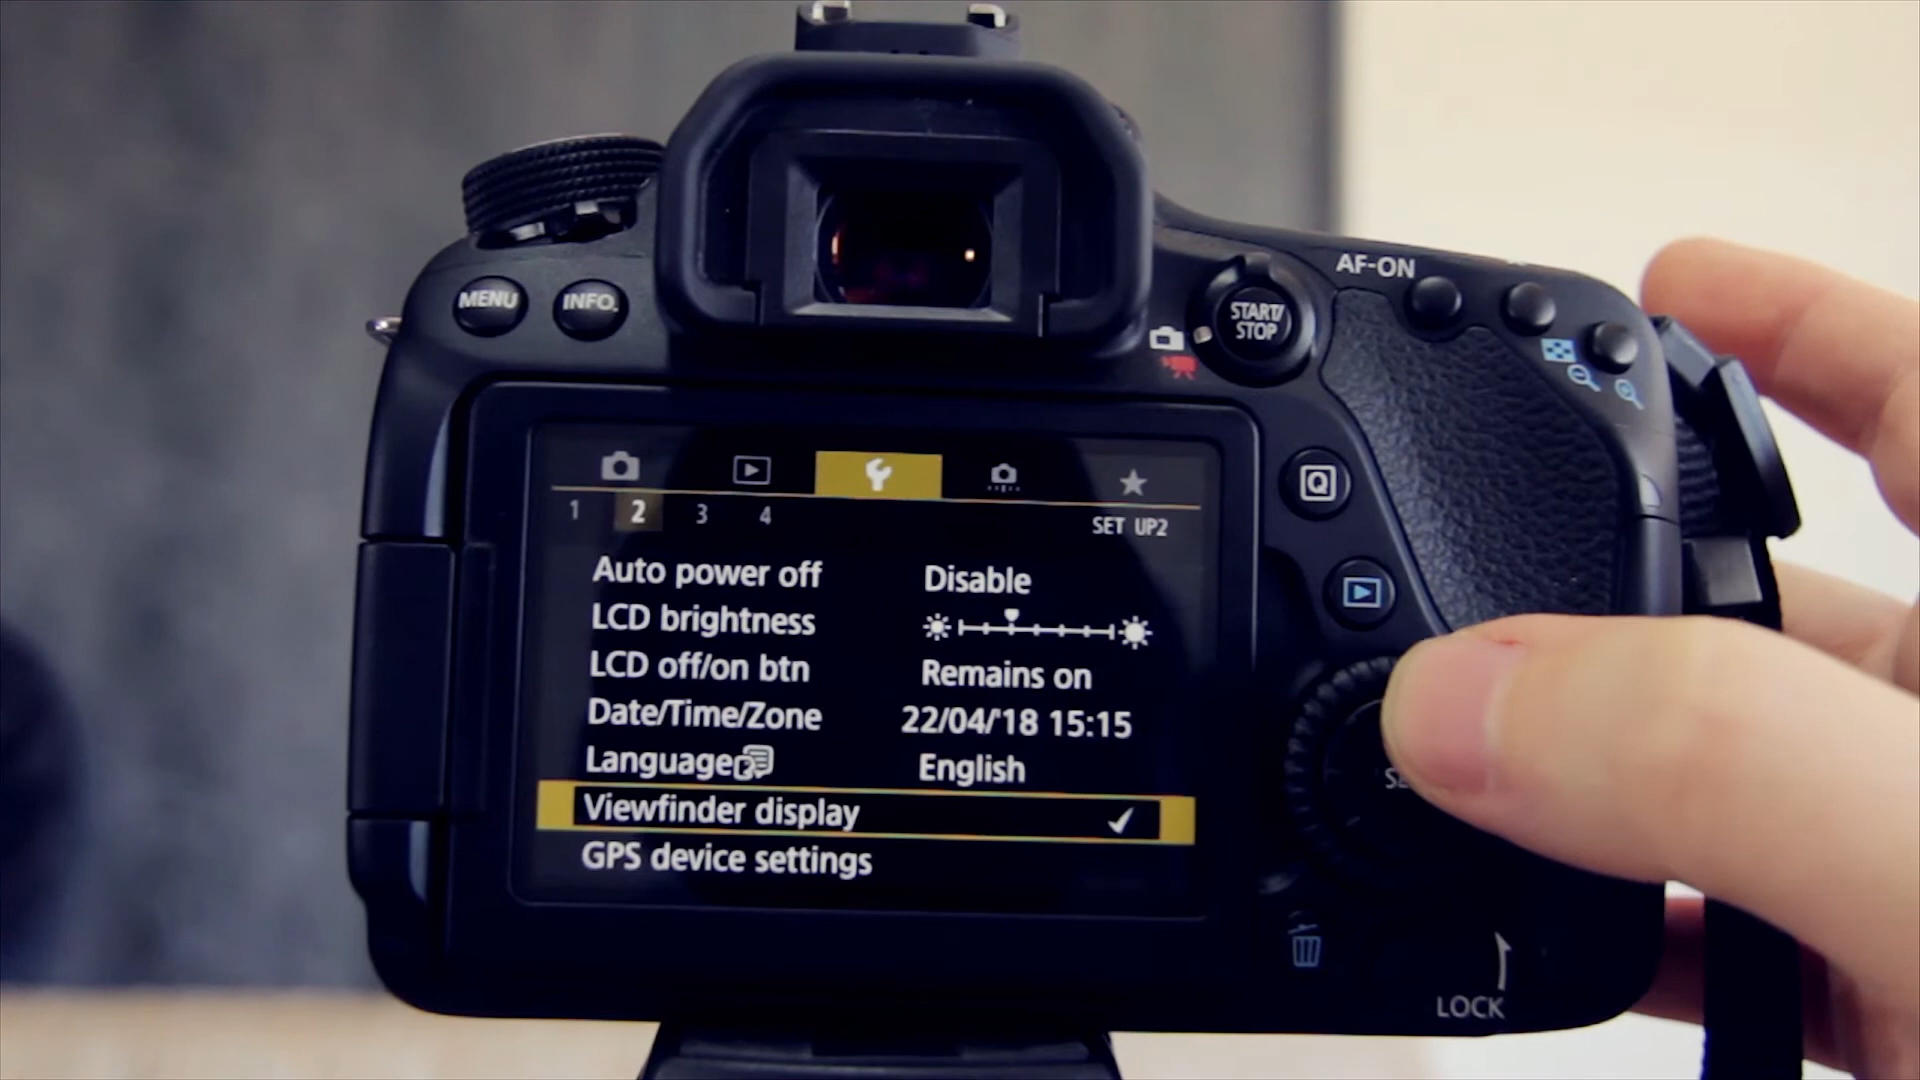 MENU
INFO.
START/
STOP
AF-ON
Q
1 2 3 4
SET UP2
Auto power off Disable
LCD brightness
LCD off/on btn Remains on
Date/Time/Zone 22/04/'18 15:15
Language English
Viewfinder display
GPS device settings
LOCK